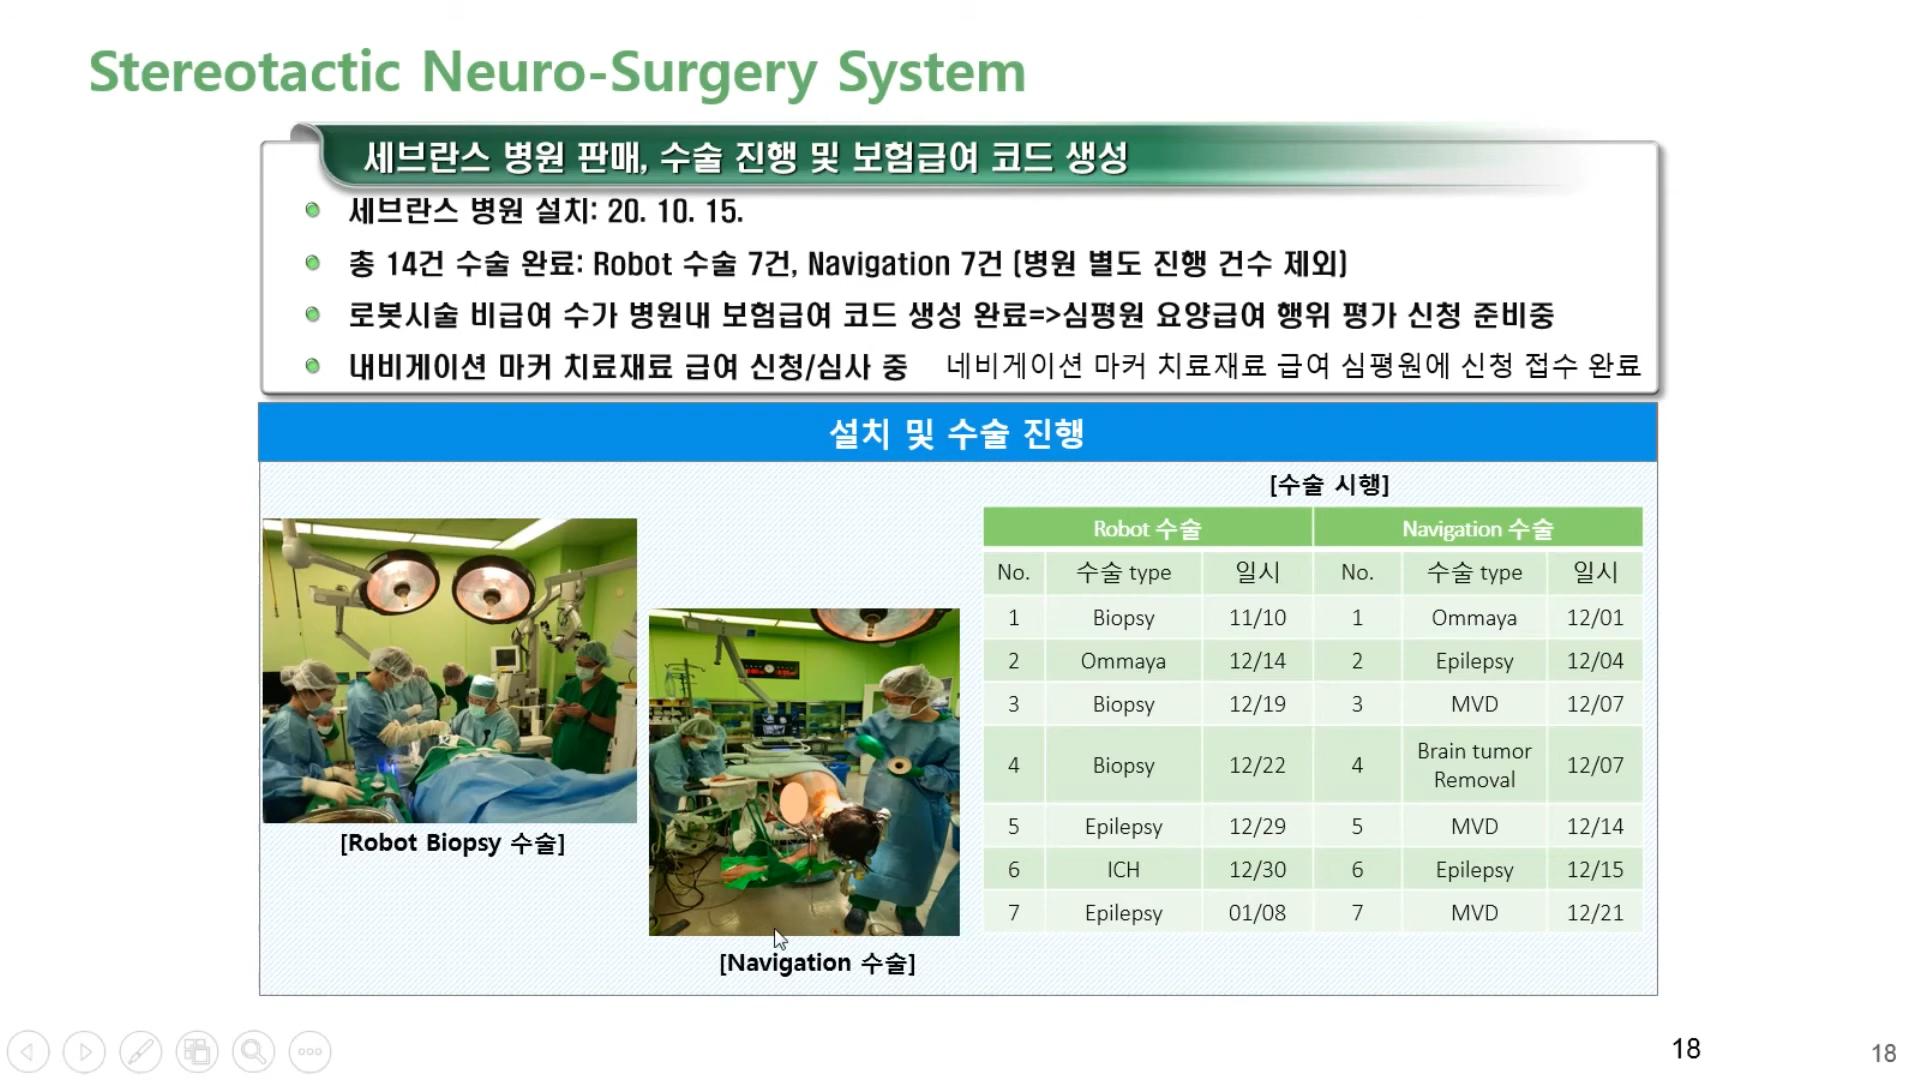 Stereotactic Neuro-Surgery System
세브란스 병원 판매, 수술 진행 및 보험급여 코드 생성
세브란스 병원 설치: 20. 10. 15.
총 14건 수술 완료: Robot 수술 7건, Navigation 7건 (병원 별도 진행 건수 제외)
로봇시술 비급여 수가 병원내 보험급여 코드 생성 완료=>심평원 요양급여 행위 평가 신청 준비중
내비게이션 마커 치료재료 급여 신청/심사 중 네비게이션 마커 치료재료 급여 심평원에 신청 접수 완료
설치 및 수술 진행
[수술 시행]
Robot 수술 Navigation 수술
No. 수술 type 일시 No. 수술 type 일시
1 Biopsy 11/10 1 Ommaya 12/01
2 Ommaya 12/14 2 Epilepsy 12/04
3 Biopsy 12/19 3 MVD 12/07
4 Biopsy 12/22 4 Brain tumor Removal 12/07
5 Epilepsy 12/29 5 MVD 12/14
6 ICH 12/30 6 Epilepsy 12/15
7 Epilepsy 01/08 7 MVD 12/21
[Robot Biopsy 수술]
[Navigation 수술]
18
18